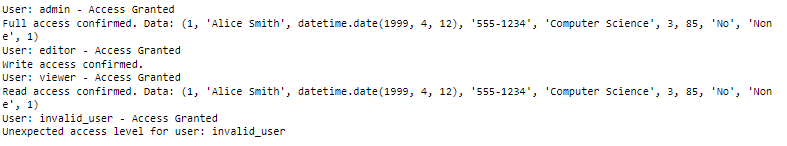 User: admin - Access Granted
Full access confirmed. Data: (1, 'Alice Smith', datetime.date(1999, 4, 12), '555-1234', 'Computer Science', 3, 85, 'No', 'Non
e', 1)
User: editor - Access Granted
Write access confirmed.
User: viewer - Access Granted
Read access confirmed. Data: (1, 'Alice Smith', datetime.date(1999, 4, 12), '555-1234', 'Computer Science', 3, 85, 'No', 'Non
e', 1)
User: invalid_user - Access Granted
Unexpected access level for user: invalid_user